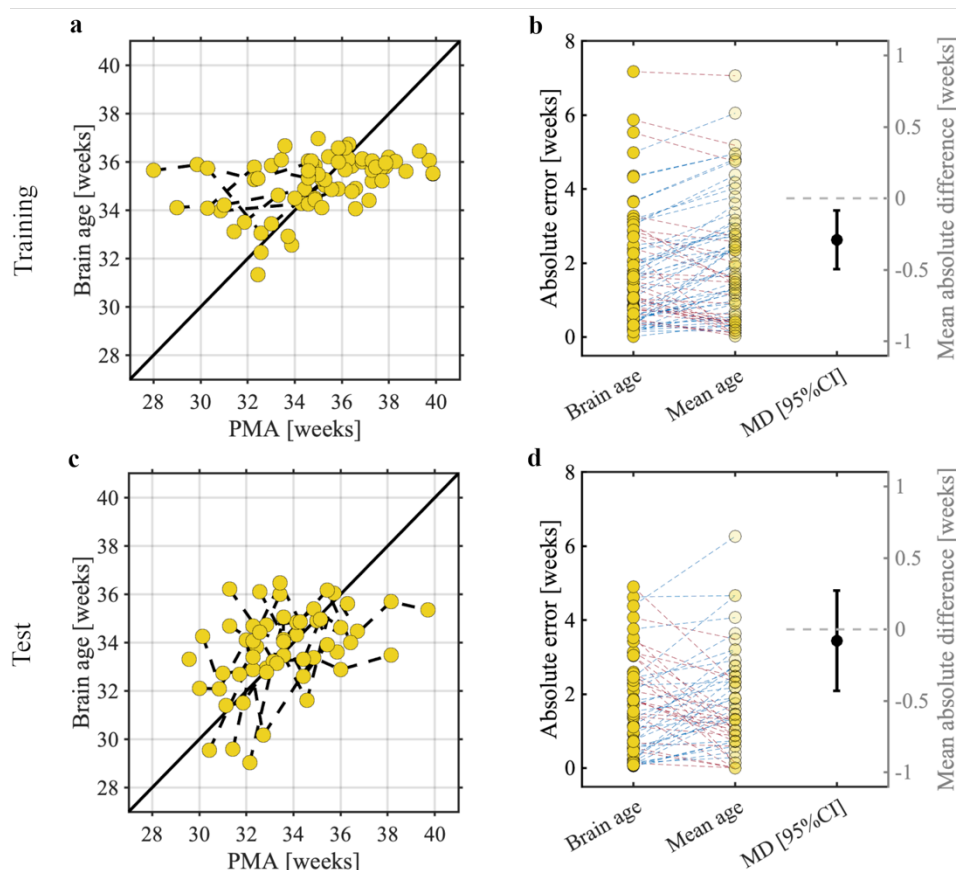 a
Training
Brain age [weeks]
40
38
36
34
32
30
28
28 30 32 34 36 38 40
PMA [weeks]
b
Absolute error [weeks]
8
6
4
2
0
1
0.5
0
-0.5
-1
Mean absolute difference [weeks]
Brain age
Mean age
MD [95%CI]
c
Test
Brain age [weeks]
40
38
36
34
32
30
28
28 30 32 34 36 38 40
PMA [weeks]
d
Absolute error [weeks]
8
6
4
2
0
1
0.5
0
-0.5
-1
Mean absolute difference [weeks]
Brain age
Mean age
MD [95%CI]